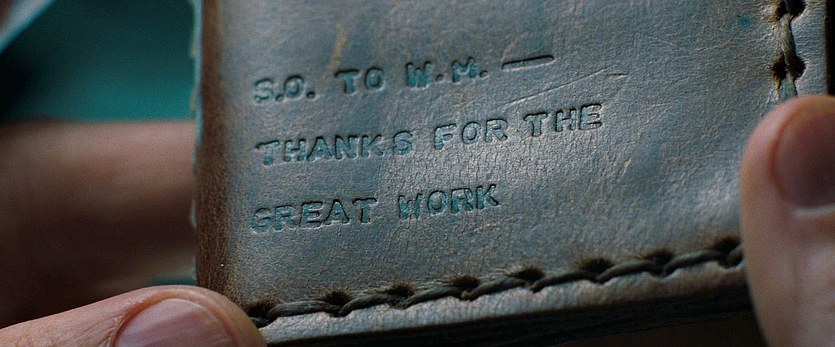 S.O. TO W.M. —
THANKS FOR THE
GREAT WORK